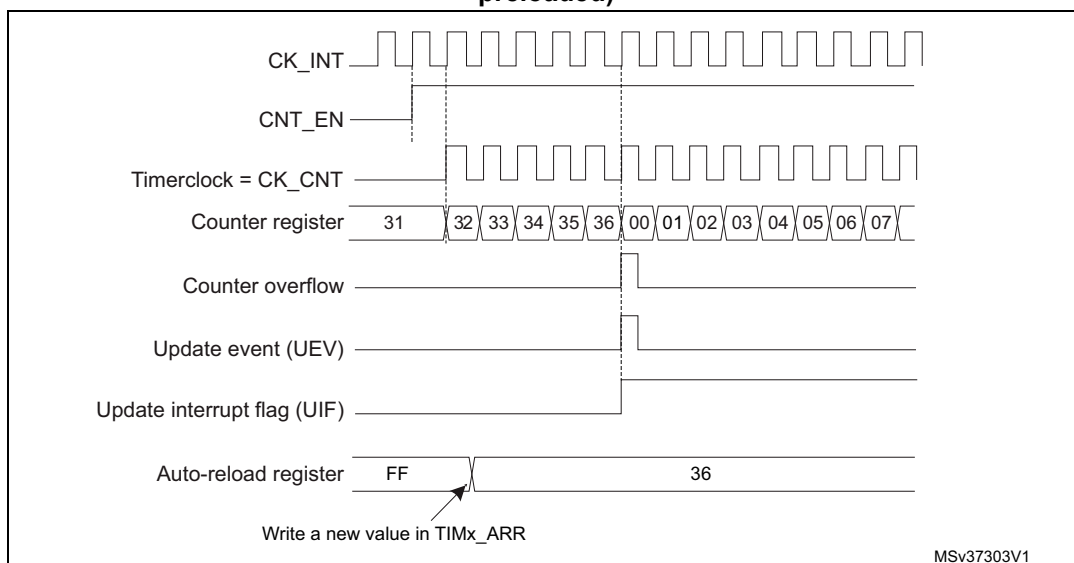 preloaded)
CK_INT
CNT_EN
Timerclock = CK_CNT
Counter register 31 32 33 34 35 36 00 01 02 03 04 05 06 07
Counter overflow
Update event (UEV)
Update interrupt flag (UIF)
Auto-reload register FF 36
Write a new value in TIMx_ARR
MSv37303V1